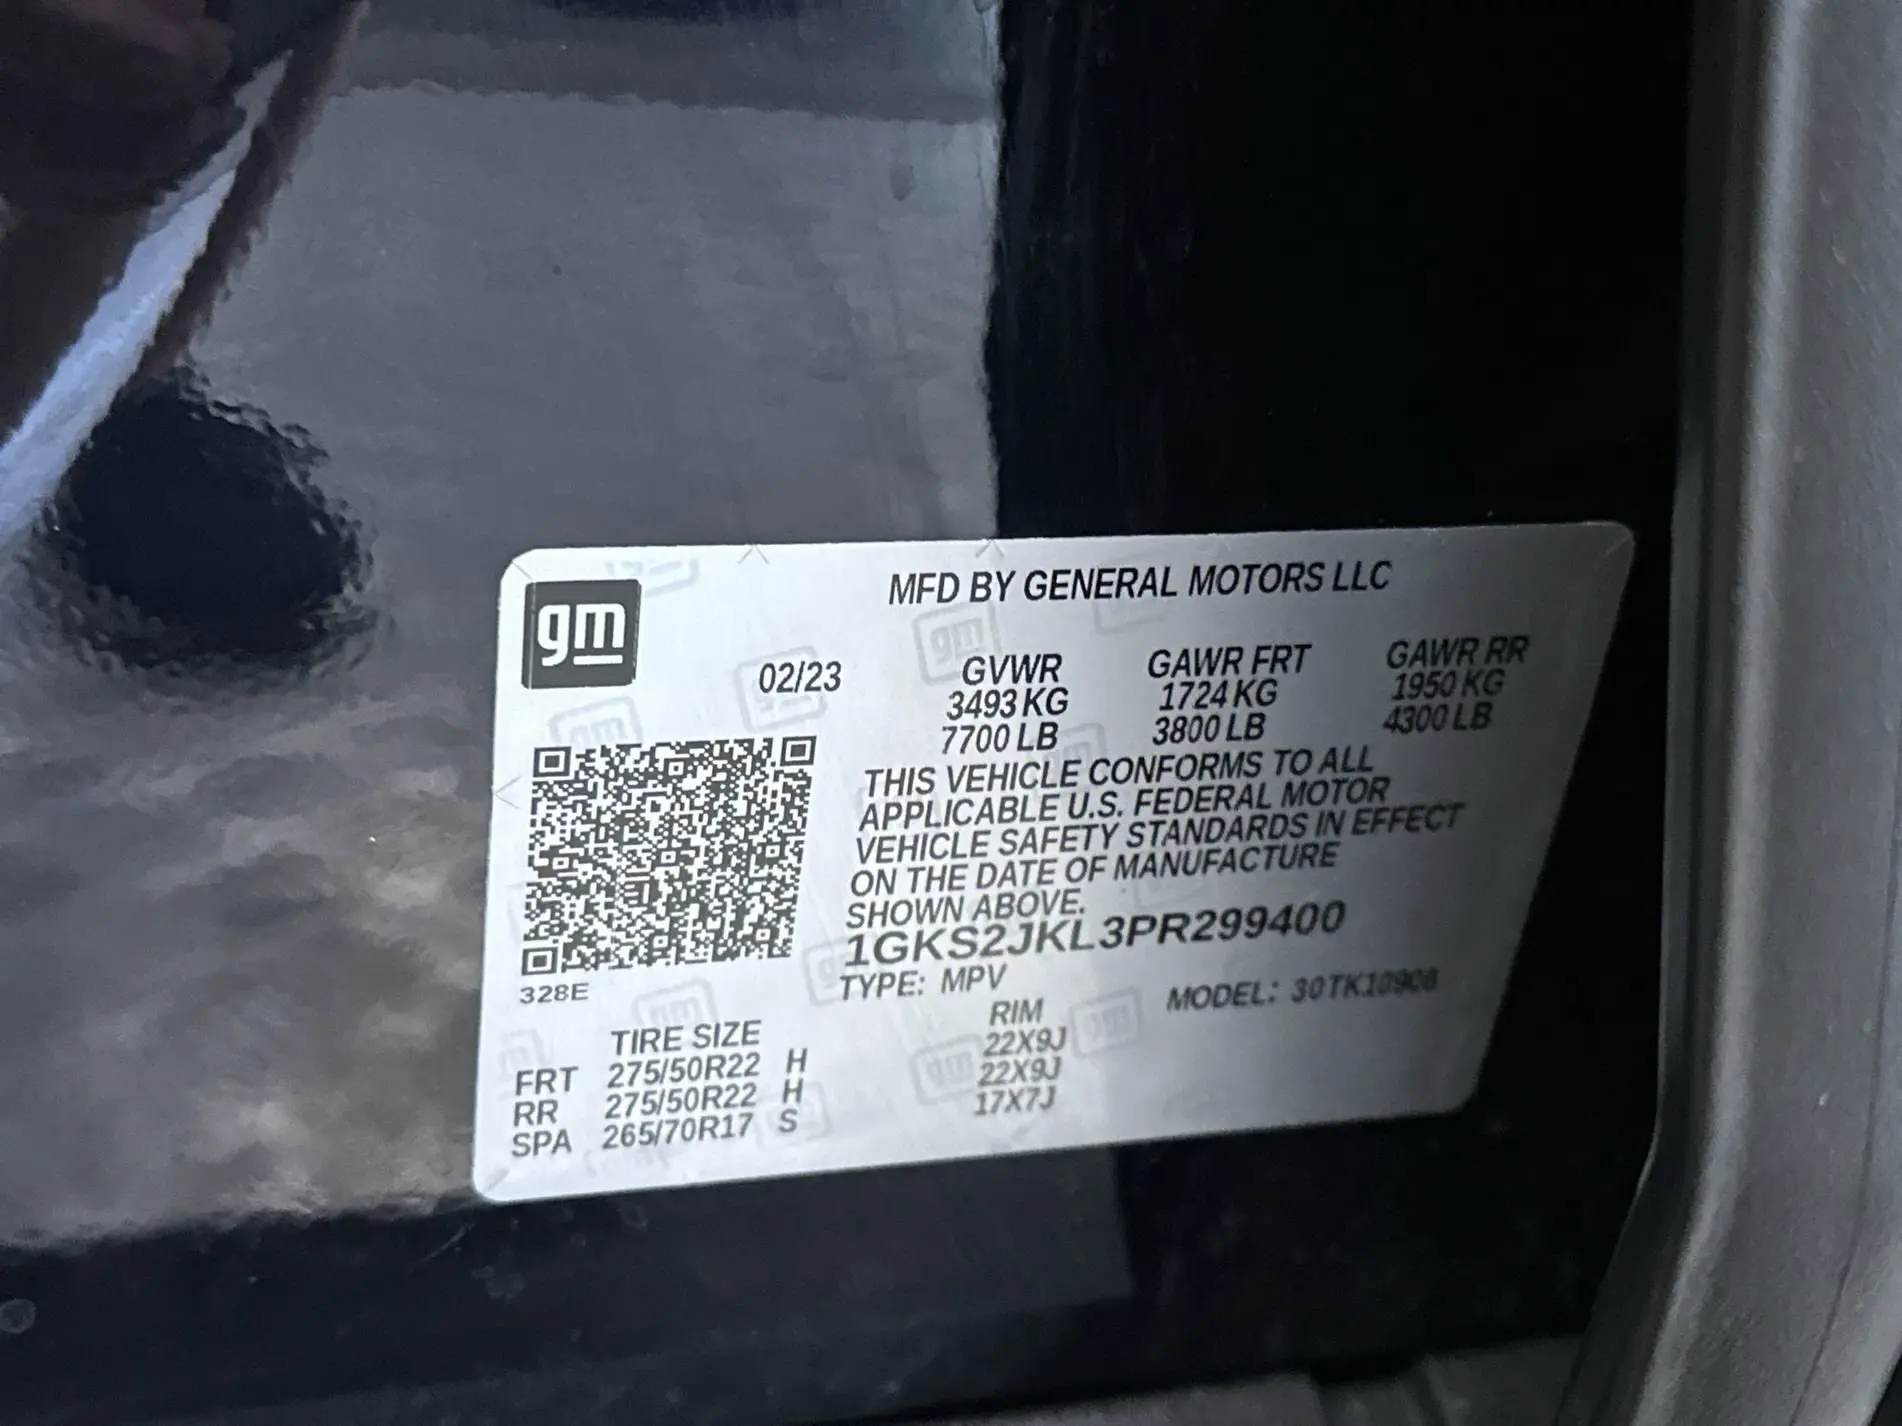 MFD BY GENERAL MOTORS LLC
gm
02/23 GVWR GAWR FRT GAWR RR
3493 KG 1724 KG 1950 KG
7700 LB 3800 LB 4300 LB
THIS VEHICLE CONFORMS TO ALL
APPLICABLE U.S. FEDERAL MOTOR
VEHICLE SAFETY STANDARDS IN EFFECT
ON THE DATE OF MANUFACTURE
SHOWN ABOVE.
1GKS2JKL3PR299400
328E
TYPE: MPV MODEL: 30TK10906
TIRE SIZE RIM
FRT 275/50R22 H 22X9J
RR 275/50R22 H 22X9J
SPA 265/70R17 S 17X7J